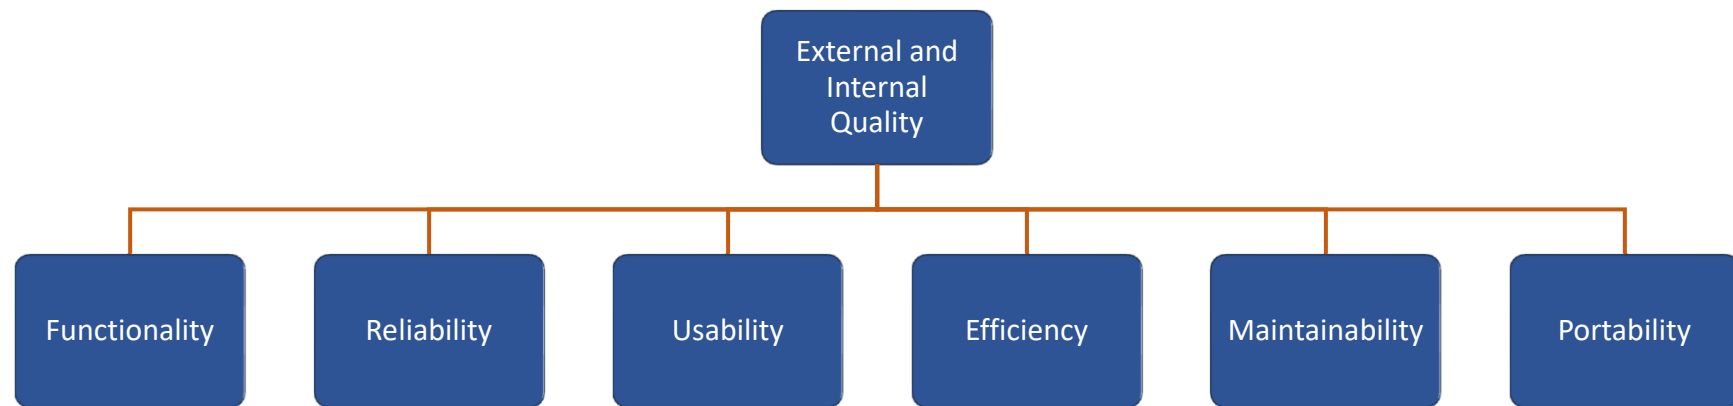 External and
Internal
Quality
Functionality
Reliability
Usability
Efficiency
Maintainability
Portability